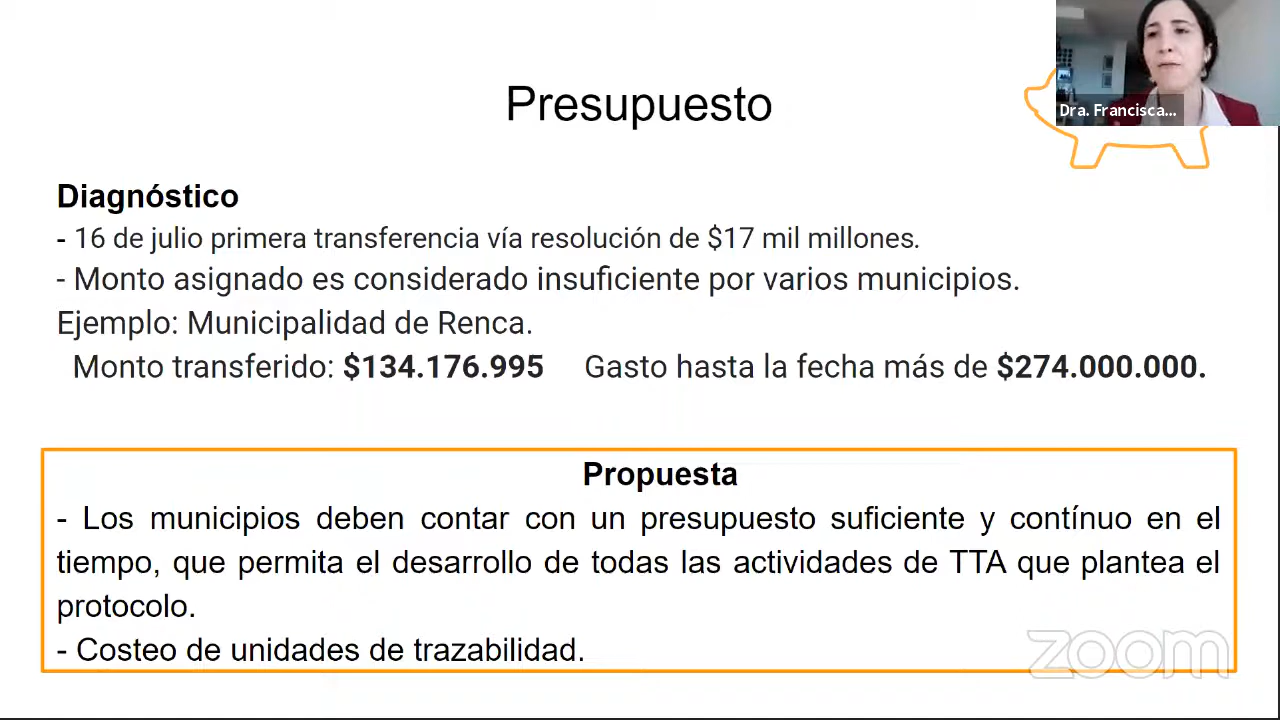 Presupuesto
Dra. Francisca...
Diagnóstico
- 16 de julio primera transferencia vía resolución de $17 mil millones.
- Monto asignado es considerado insuficiente por varios municipios.
Ejemplo: Municipalidad de Renca.
Monto transferido: $134.176.995 Gasto hasta la fecha más de $274.000.000.
Propuesta
- Los municipios deben contar con un presupuesto suficiente y contínuo en el
tiempo, que permita el desarrollo de todas las actividades de TTA que plantea el
protocolo.
- Costeo de unidades de trazabilidad.
zoom